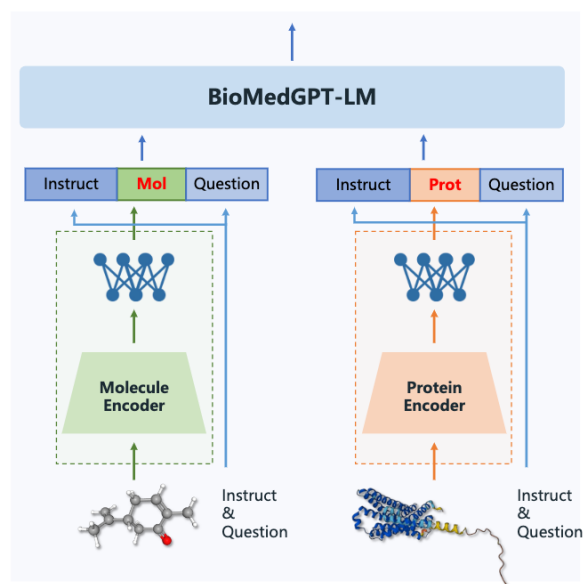 BioMedGPT-LM
Instruct Mol Question
Instruct Prot Question
Molecule
Encoder
Protein
Encoder
Instruct
&
Question
Instruct
&
Question